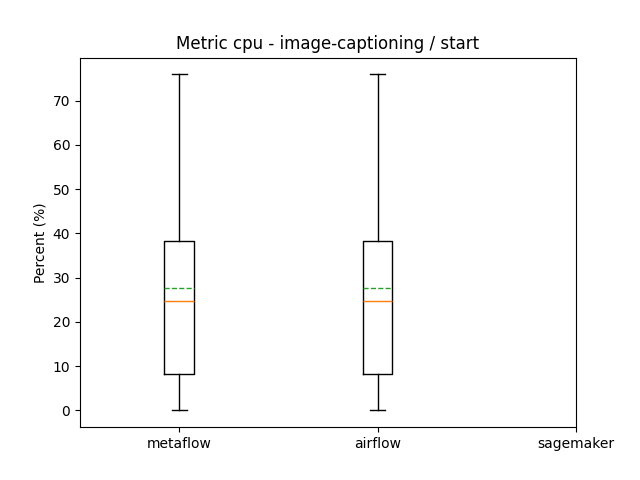 Metric cpu - image-captioning / start
Percent (%)
70
60
50
40
30
20
10
0
metaflow airflow sagemaker